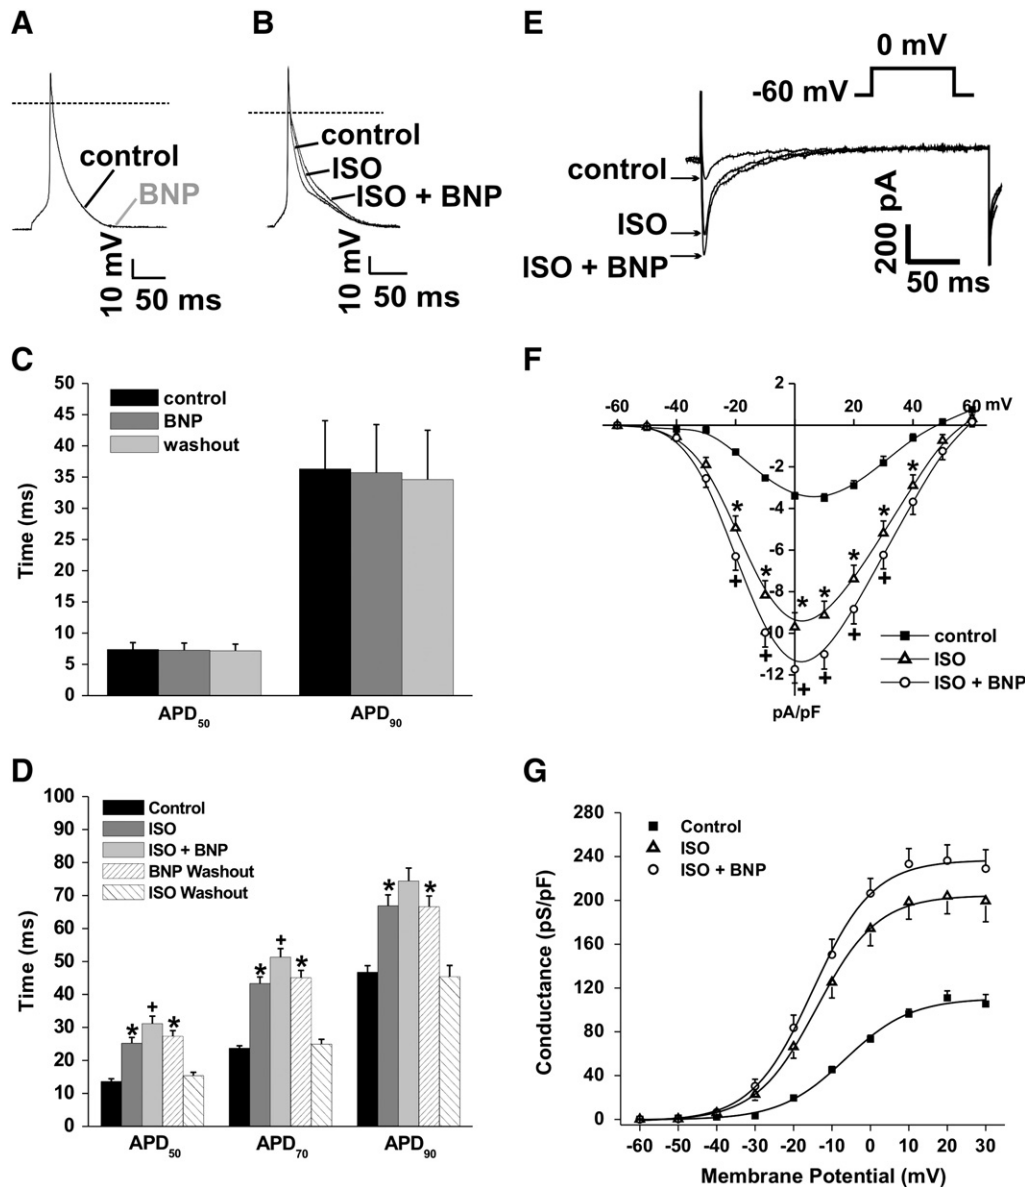 A
control
BNP
10 mV
50 ms
B
control
ISO
ISO + BNP
10 mV
50 ms
E
0 mV
-60 mV
control
ISO
ISO + BNP
200 pA
50 ms
C
50
45
40
35
30
25
20
15
10
5
0
Time (ms)
control
BNP
washout
APD50
APD90
F
2
-60 -40 -20 20 40 60 mV
-2
-4
-6
-8
-10
-12
pA/pF
* * * * * * *
+ + + + + +
control
ISO
ISO + BNP
D
100
90
80
70
60
50
40
30
20
10
0
Time (ms)
Control
ISO
ISO + BNP
BNP Washout
ISO Washout
* + *
* + *
* *
APD50
APD70
APD90
G
280
240
200
160
120
80
40
0
Conductance (pS/pF)
Control
ISO
ISO + BNP
-60 -50 -40 -30 -20 -10 0 10 20 30
Membrane Potential (mV)